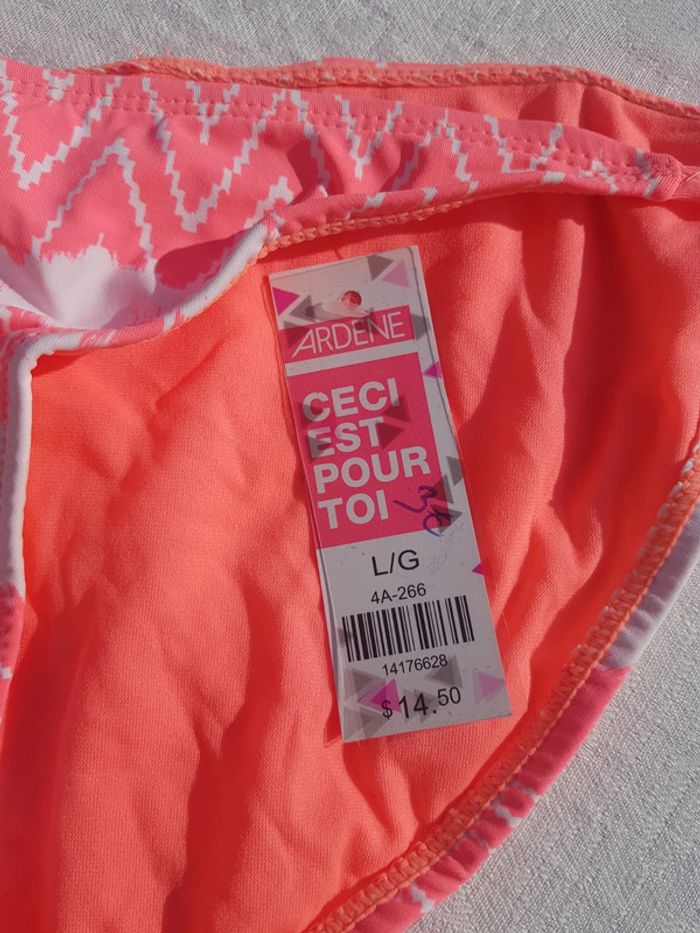 ARDENE
CECI
EST
POUR
TOI
L/G
4A-266
14176628
$14.50